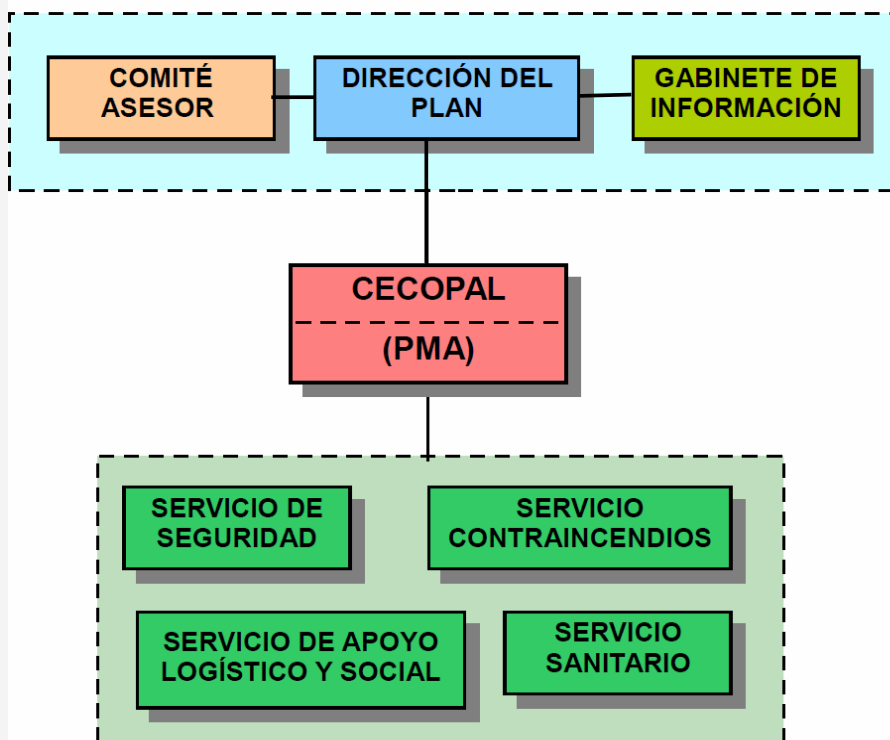 COMITÉ
ASESOR
DIRECCIÓN DEL
PLAN
GABINETE DE
INFORMACIÓN
CECOPAL
(PMA)
SERVICIO DE
SEGURIDAD
SERVICIO
CONTRAINCENDIOS
SERVICIO DE APOYO
LOGÍSTICO Y SOCIAL
SERVICIO
SANITARIO